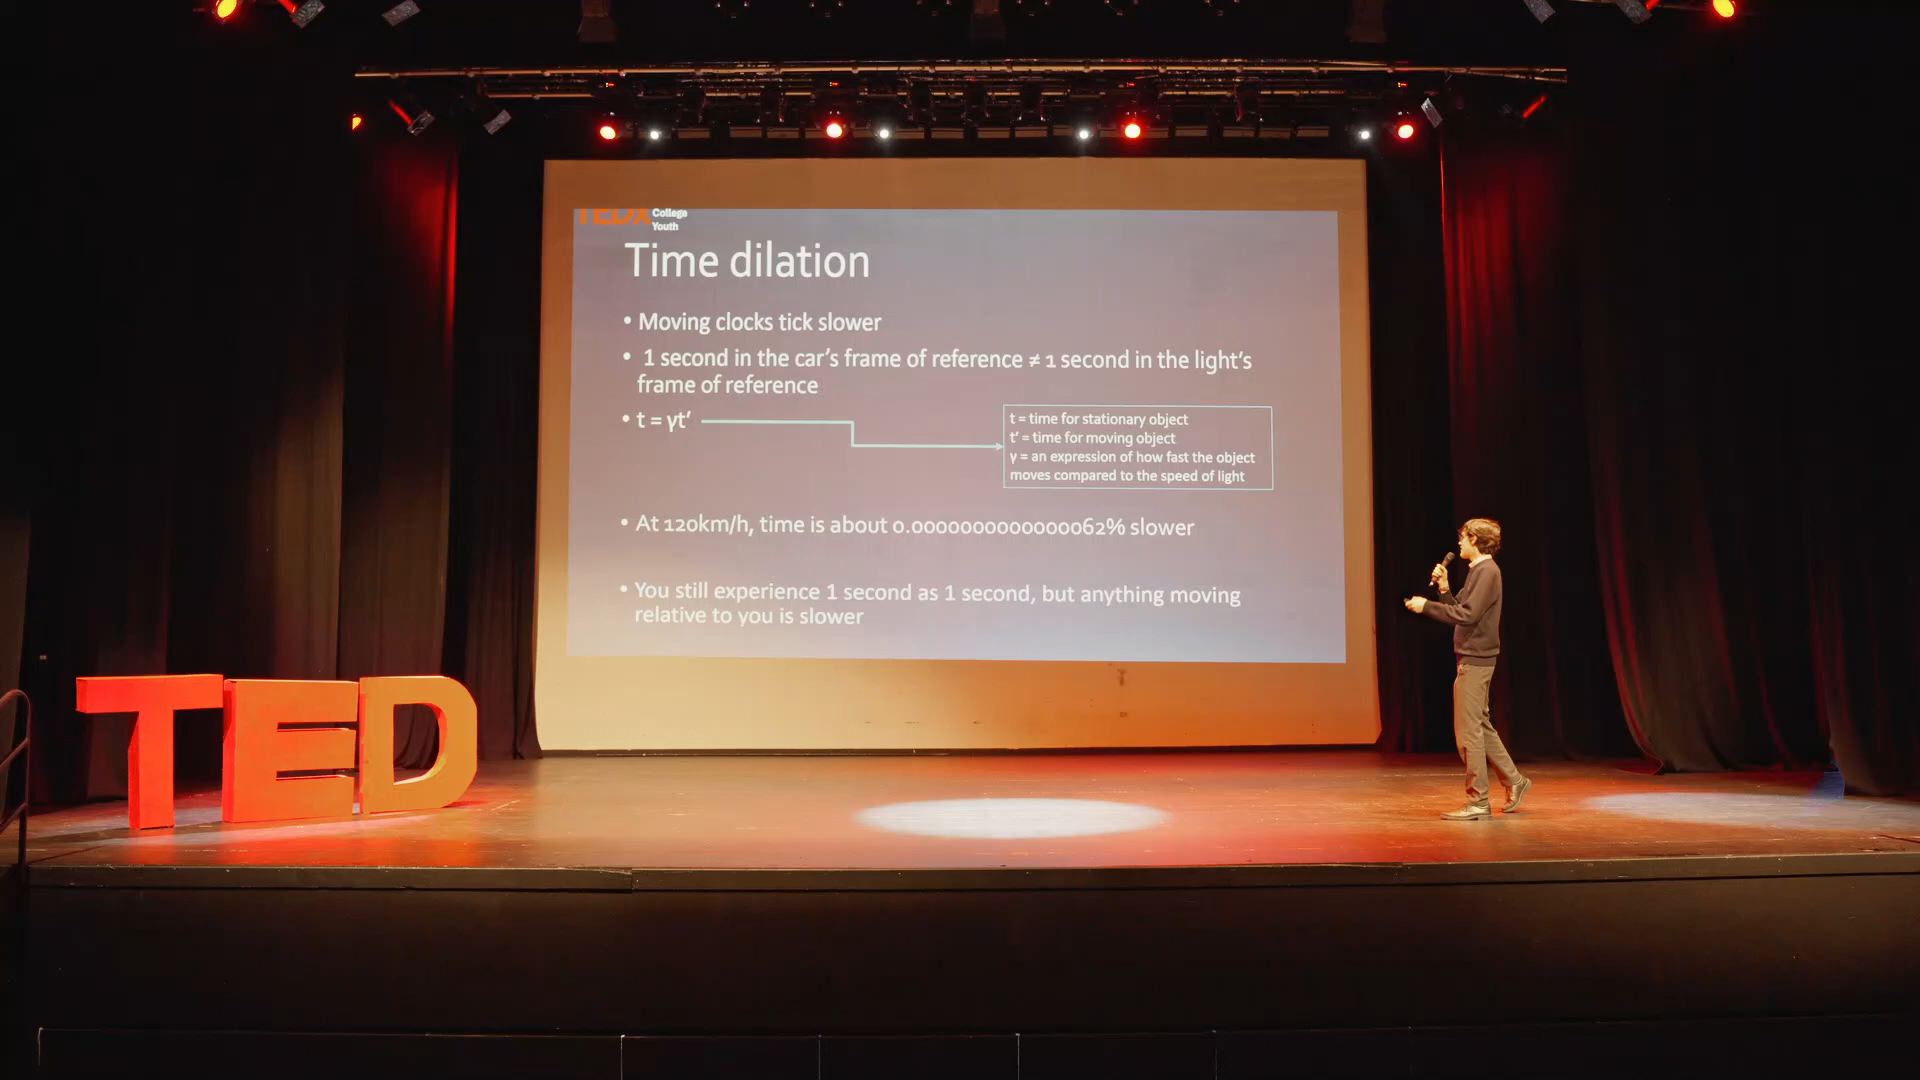 TEDx College
Youth
Time dilation
• Moving clocks tick slower
• 1 second in the car's frame of reference ≠ 1 second in the light's
frame of reference
• t = γt'
t = time for stationary object
t' = time for moving object
γ = an expression of how fast the object
moves compared to the speed of light
• At 120km/h, time is about 0.00000000000000062% slower
• You still experience 1 second as 1 second, but anything moving
relative to you is slower
TED